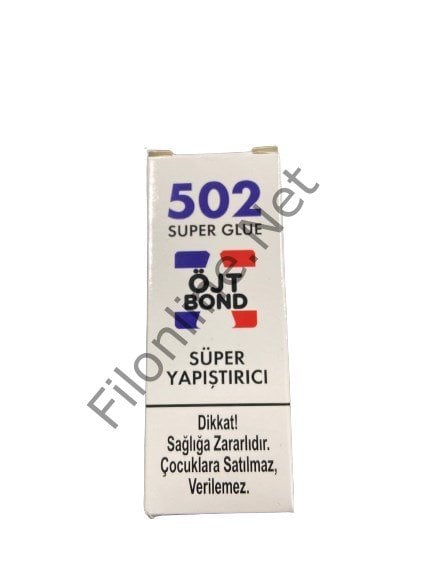 502
SUPER GLUE
ÖJT
BOND
SÜPER
YAPIŞTIRICI
Dikkat!
Sağlığa Zararlıdır.
Çocuklara Satılmaz,
Verilemez.
Filonline.Net